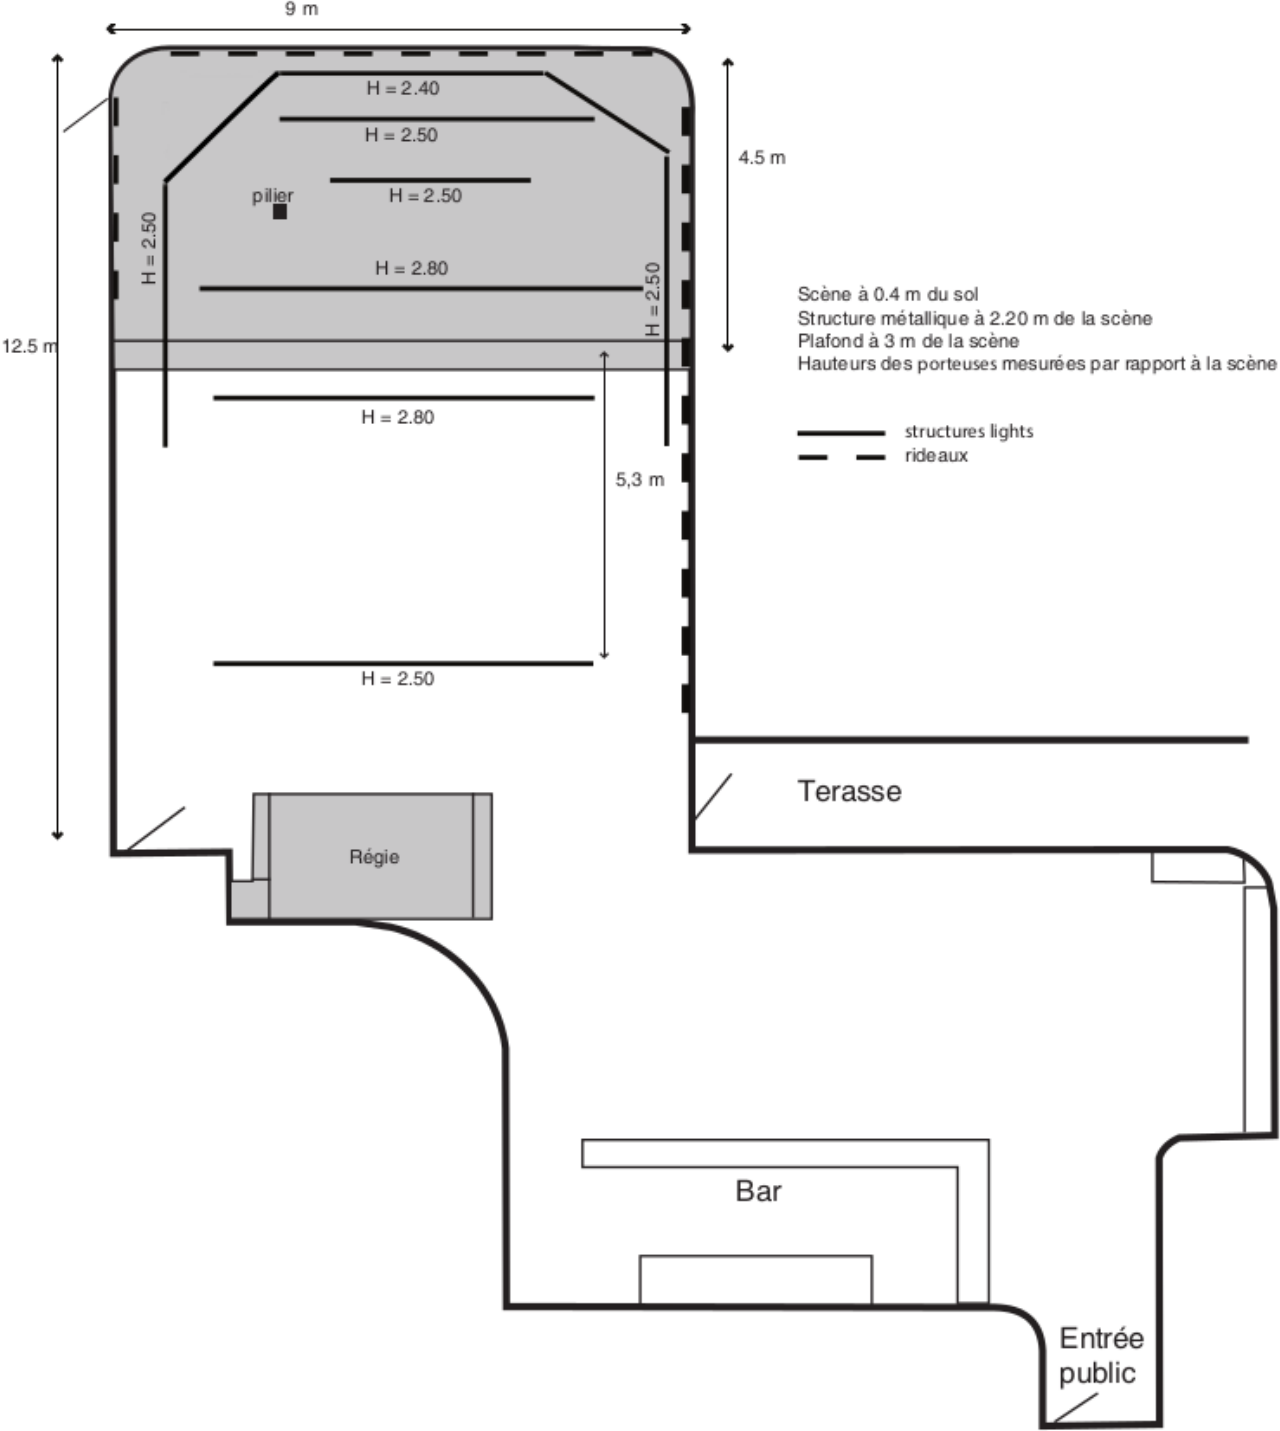 9 m
H = 2.40
H = 2.50
4.5 m
pilier
H = 2.50
H = 2.50
H = 2.80
H = 2.50
Scène à 0.4 m du sol
Structure métallique à 2.20 m de la scène
Plafond à 3 m de la scène
Hauteurs des porteuses mesurées par rapport à la scène
12.5 m
H = 2.80
structures lights
rideaux
5,3 m
H = 2.50
Terasse
Régie
Bar
Entrée
public